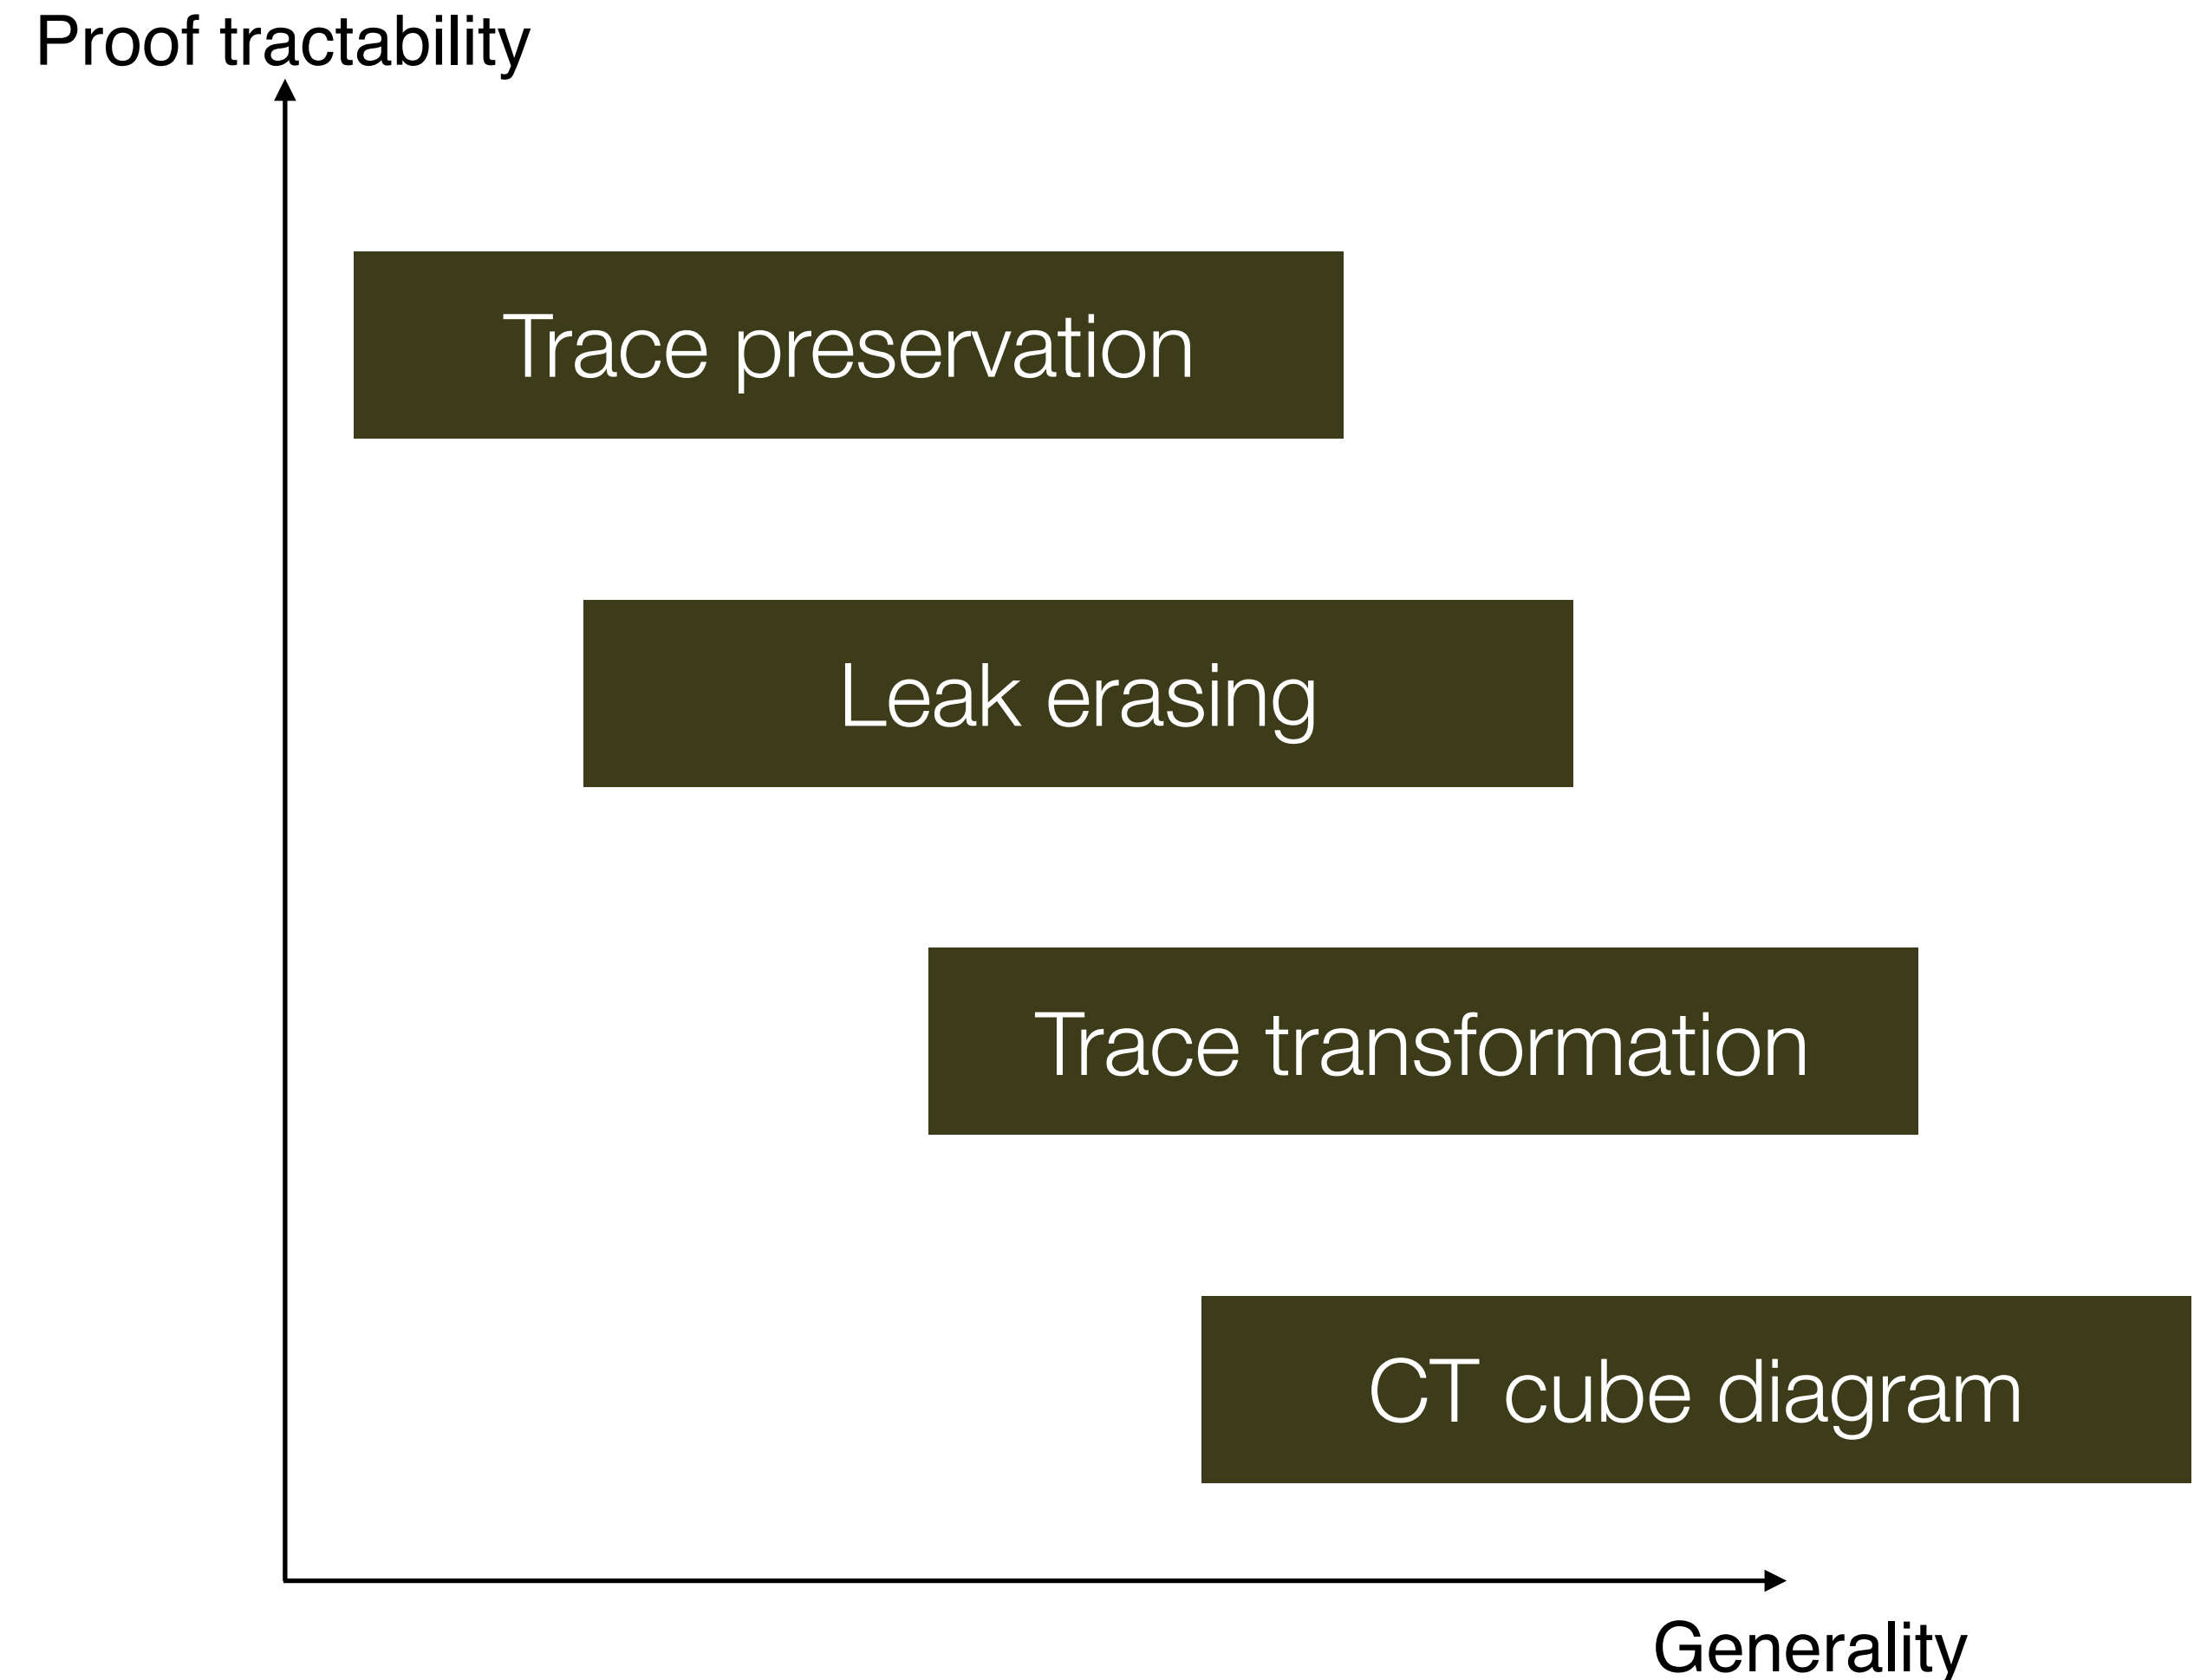 Proof tractability
Trace preservation
Leak erasing
Trace transformation
CT cube diagram
Generality